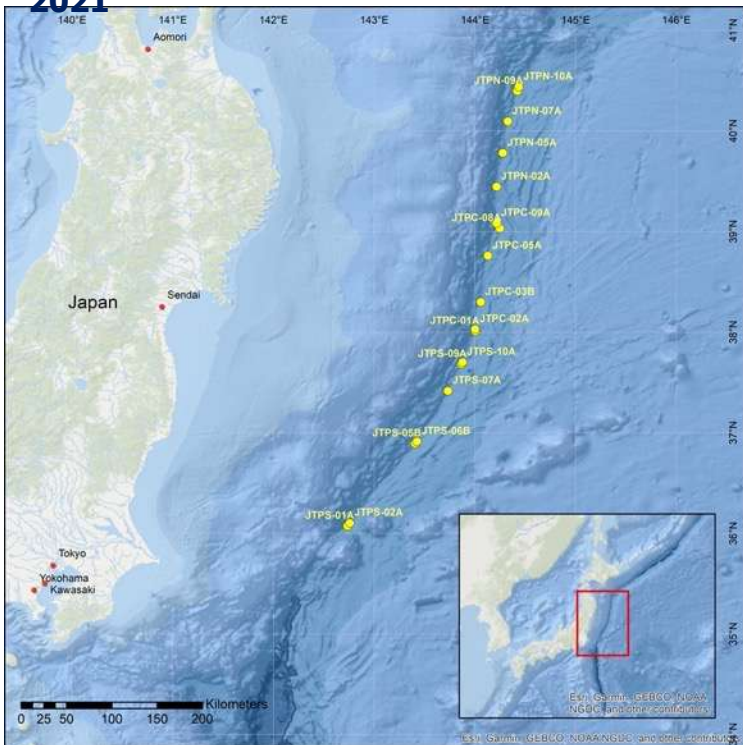 2021
140°E 141°E 142°E 143°E 144°E 145°E 146°E
41°N
Aomori
JTPN-09A JTPN-10A
JTPN-07A
40°N
JTPN-05A
JTPN-02A
JTPC-08A JTPC-09A
39°N
JTPC-05A
Japan
Sendai
JTPC-03B
JTPC-01A JTPC-02A
38°N
JTPS-09A JTPS-10A
JTPS-07A
JTPS-05B JTPS-06B
37°N
JTPS-01A JTPS-02A
36°N
Tokyo
Yokohama
Kawasaki
35°N
Kilometers
0 25 50 100 150 200
Esri, Garmin, GEBCO, NOAA
NGDC, and other contributors
Esri, Garmin, GEBCO, NOAA NGDC, and other